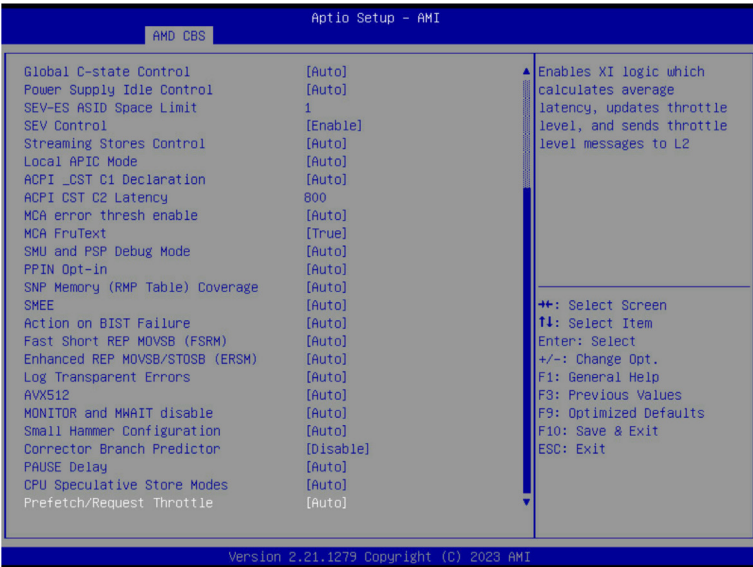 Aptio Setup - AMI
AMD CBS
Global C-state Control [Auto]
Power Supply Idle Control [Auto]
SEV-ES ASID Space Limit 1
SEV Control [Enable]
Streaming Stores Control [Auto]
Local APIC Mode [Auto]
ACPI _CST C1 Declaration [Auto]
ACPI CST C2 Latency 800
MCA error thresh enable [Auto]
MCA FruText [True]
SMU and PSP Debug Mode [Auto]
PPIN Opt-in [Auto]
SNP Memory (RMP Table) Coverage [Auto]
SMEE [Auto]
Action on BIST Failure [Auto]
Fast Short REP MOVSB (FSRM) [Auto]
Enhanced REP MOVSB/STOSB (ERSM) [Auto]
Log Transparent Errors [Auto]
AVX512 [Auto]
MONITOR and MWAIT disable [Auto]
Small Hammer Configuration [Auto]
Corrector Branch Predictor [Disable]
PAUSE Delay [Auto]
CPU Speculative Store Modes [Auto]
Prefetch/Request Throttle [Auto]
Enables XI logic which
calculates average
latency, updates throttle
level, and sends throttle
level messages to L2
→←: Select Screen
↑↓: Select Item
Enter: Select
+/-: Change Opt.
F1: General Help
F3: Previous Values
F9: Optimized Defaults
F10: Save & Exit
ESC: Exit
Version 2.21.1279 Copyright (C) 2023 AMI